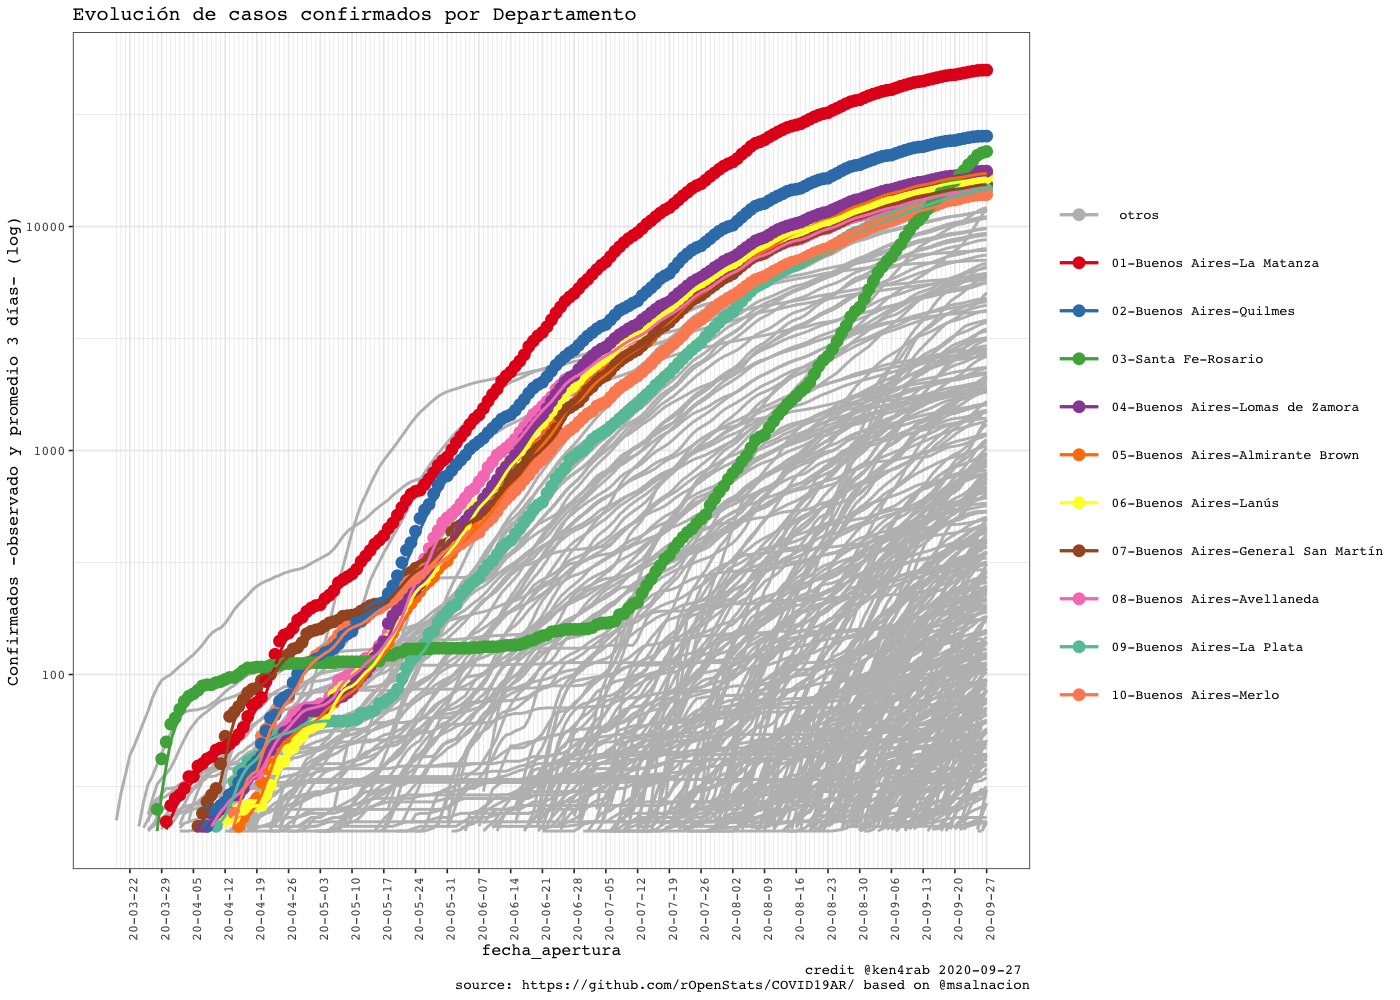 Evolución de casos confirmados por Departamento
Confirmados -observado y promedio 3 días- (log)
10000
1000
100
20-03-22
20-03-29
20-04-05
20-04-12
20-04-19
20-04-26
20-05-03
20-05-10
20-05-17
20-05-24
20-05-31
20-06-07
20-06-14
20-06-21
20-06-28
20-07-05
20-07-12
20-07-19
20-07-26
20-08-02
20-08-09
20-08-16
20-08-23
20-08-30
20-09-06
20-09-13
20-09-20
20-09-27
fecha_apertura
otros
01-Buenos Aires-La Matanza
02-Buenos Aires-Quilmes
03-Santa Fe-Rosario
04-Buenos Aires-Lomas de Zamora
05-Buenos Aires-Almirante Brown
06-Buenos Aires-Lanús
07-Buenos Aires-General San Martín
08-Buenos Aires-Avellaneda
09-Buenos Aires-La Plata
10-Buenos Aires-Merlo
credit @ken4rab 2020-09-27
source: https://github.com/rOpenStats/COVID19AR/ based on @msalnacion